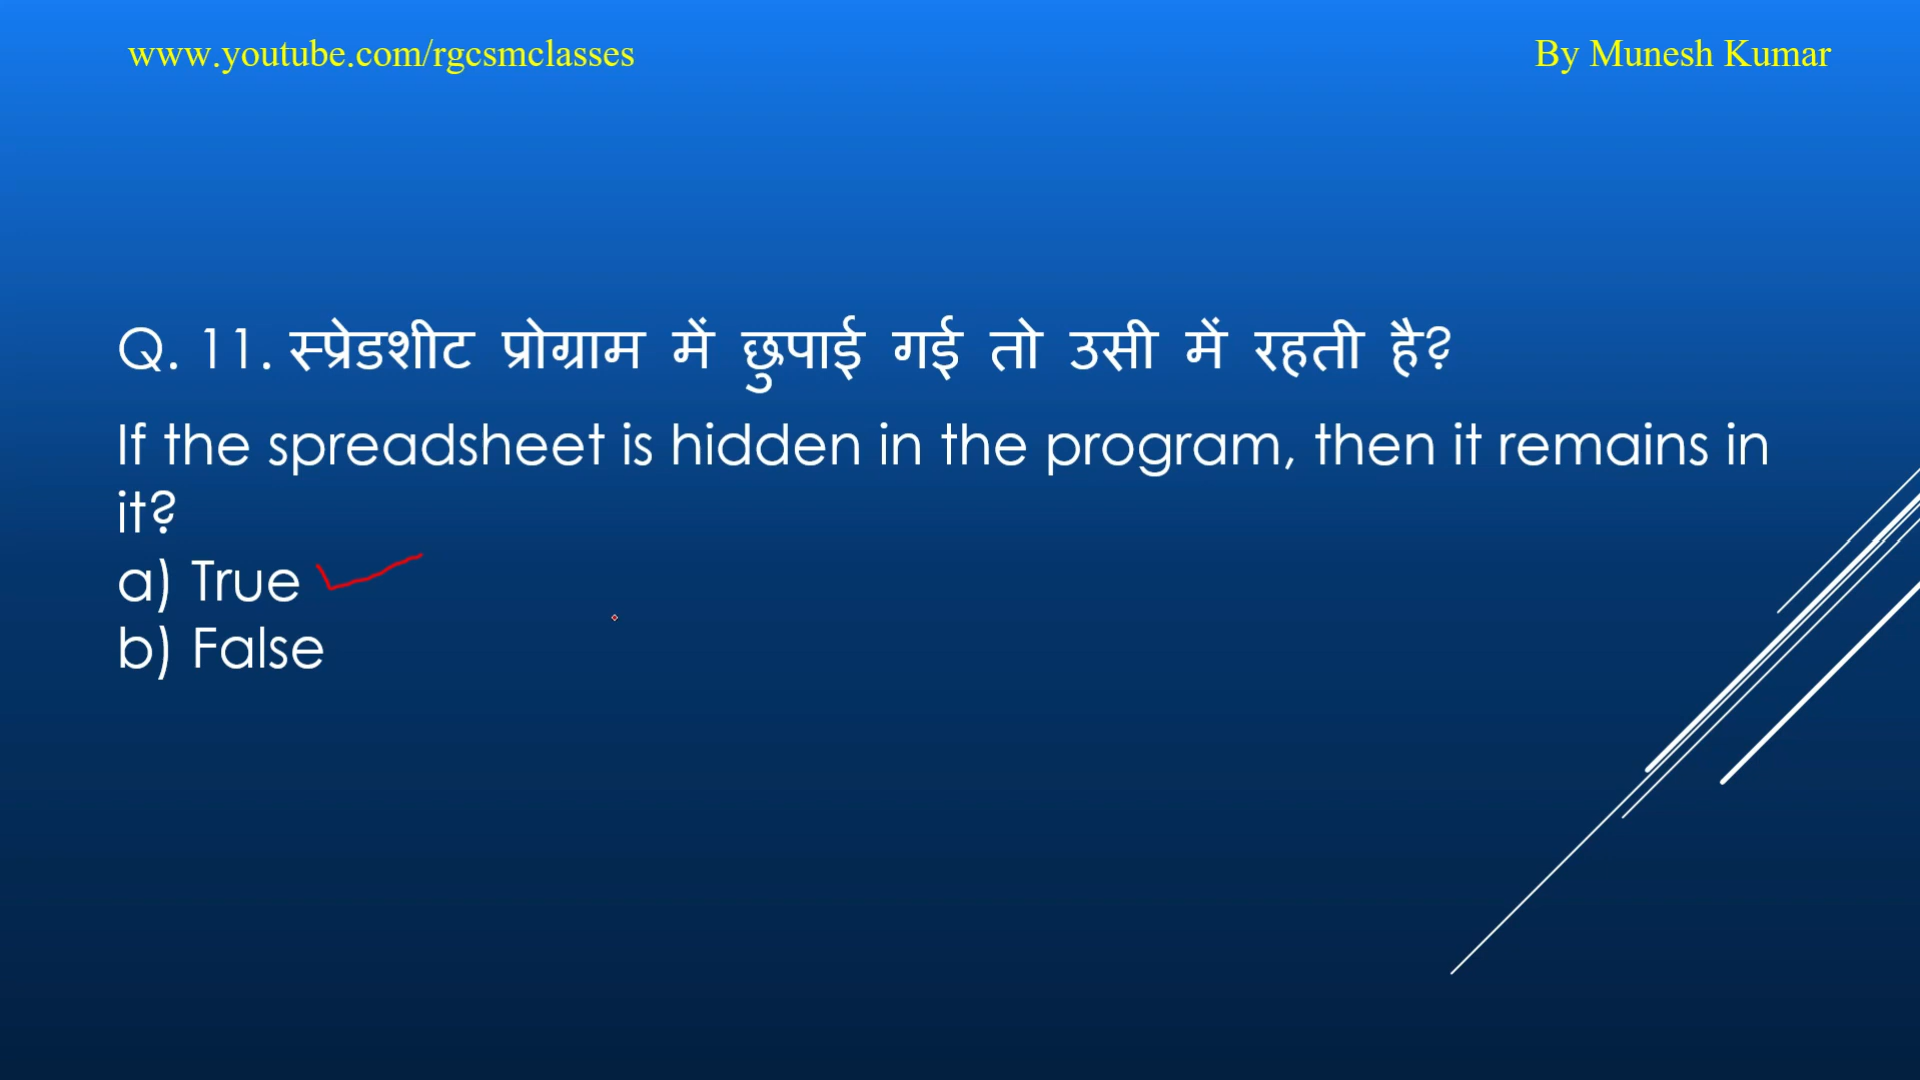 www.youtube.com/rgcsmclasses
By Munesh Kumar
Q. 11. स्प्रेडशीट प्रोग्राम में छुपाई गई तो उसी में रहती है?
If the spreadsheet is hidden in the program, then it remains in
it?
a) True
b) False